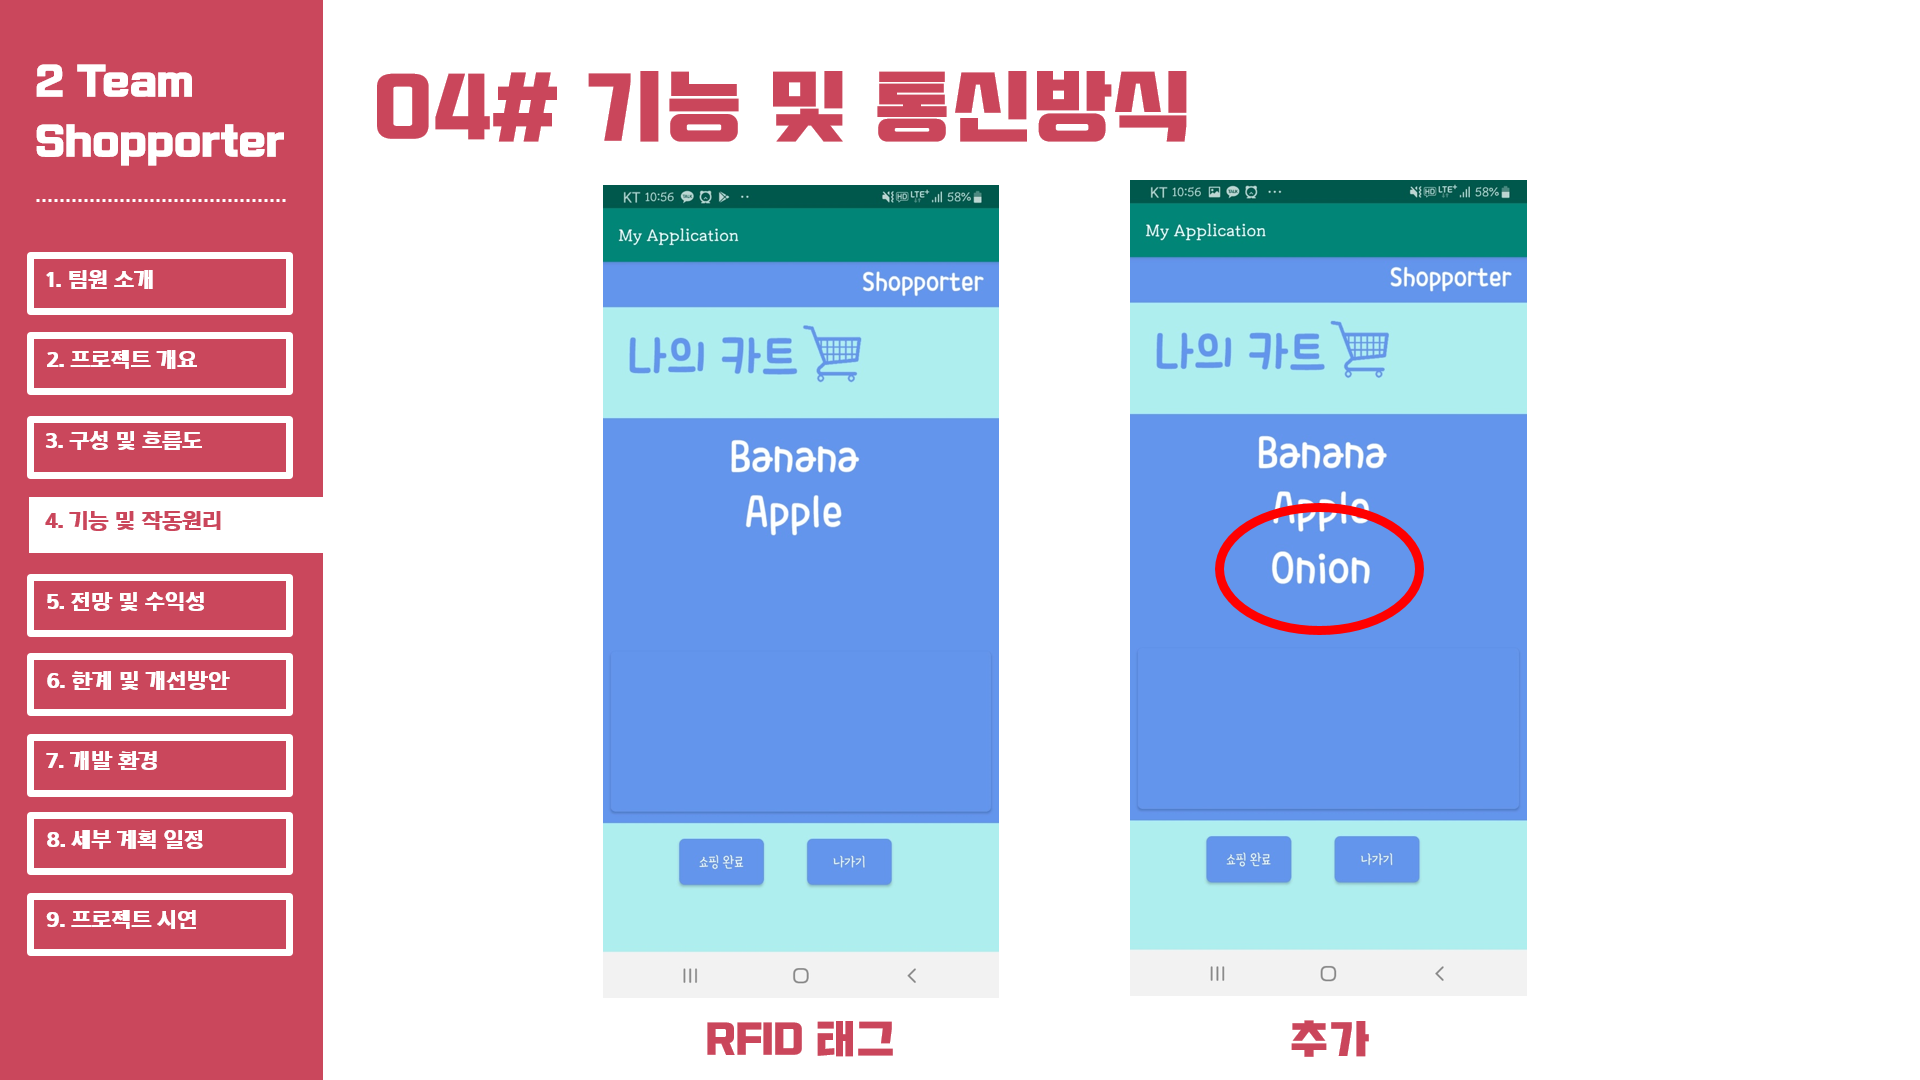 2 Team
Shopporter
1. 팀원 소개
2. 프로젝트 개요
3. 구성 및 흐름도
4. 기능 및 작동원리
5. 전망 및 수익성
6. 한계 및 개선방안
7. 개발 환경
8. 세부 계획 일정
9. 프로젝트 시연
04# 기능 및 통신방식
KT 10:56 HD LTE+ 58%
My Application
Shopporter
나의 카트
Banana
Apple
쇼핑 완료
나가기
RFID 태그
KT 10:56 HD LTE+ 58%
My Application
Shopporter
나의 카트
Banana
Apple
Onion
쇼핑 완료
나가기
추가